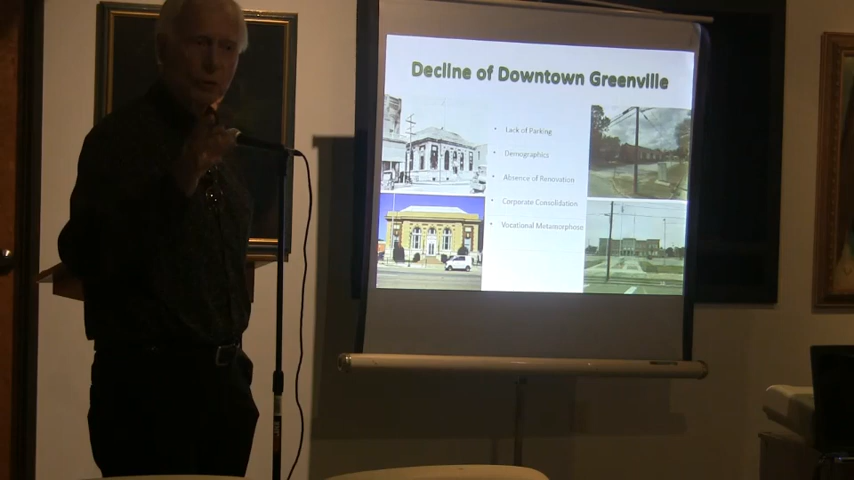 Decline of Downtown Greenville
Lack of Parking
Demographics
Absence of Renovation
Corporate Consolidation
Vocational Metamorphose